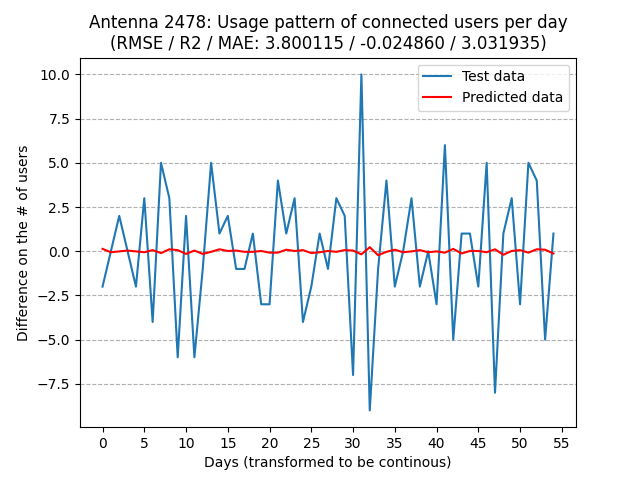 Antenna 2478: Usage pattern of connected users per day
(RMSE / R2 / MAE: 3.800115 / -0.024860 / 3.031935)
Test data
Predicted data
Difference on the # of users
10.0
7.5
5.0
2.5
0.0
−2.5
−5.0
−7.5
0 5 10 15 20 25 30 35 40 45 50 55
Days (transformed to be continous)